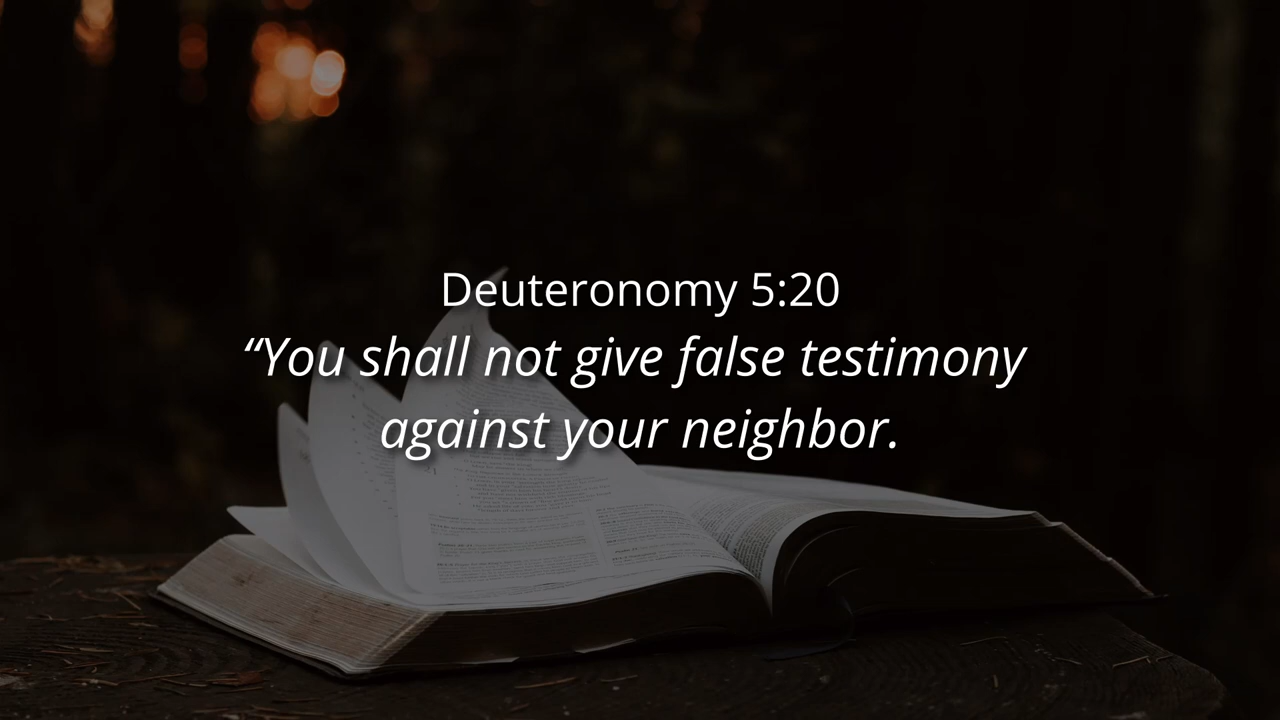 Deuteronomy 5:20
“You shall not give false testimony
against your neighbor.